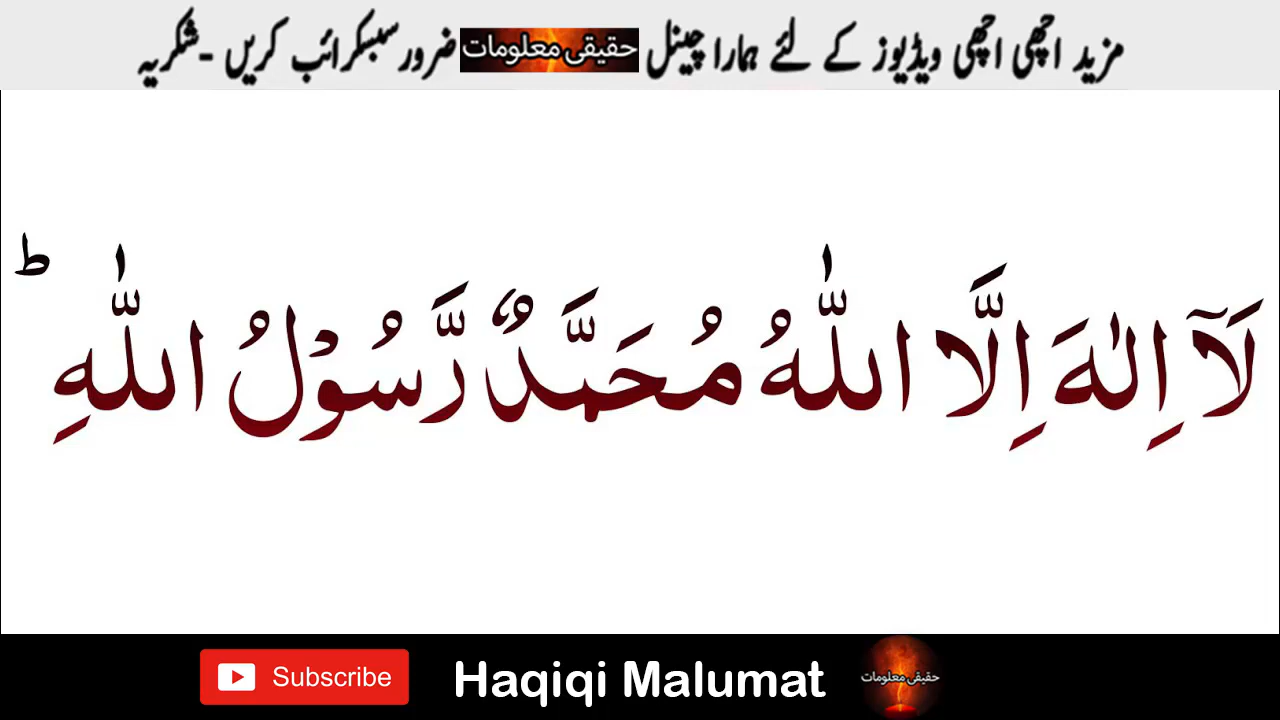 مزید اچھی اچھی ویڈیوز کے لئے ہمارا چینل حقیقی معلومات ضرور سبسکرائب کریں -شکریہ
لَآ اِلٰهَ اِلَّا اللّٰهُ مُحَمَّدٌ رَّسُوْلُ اللّٰهِ ؕ
Subscribe Haqiqi Malumat حقیقی معلومات